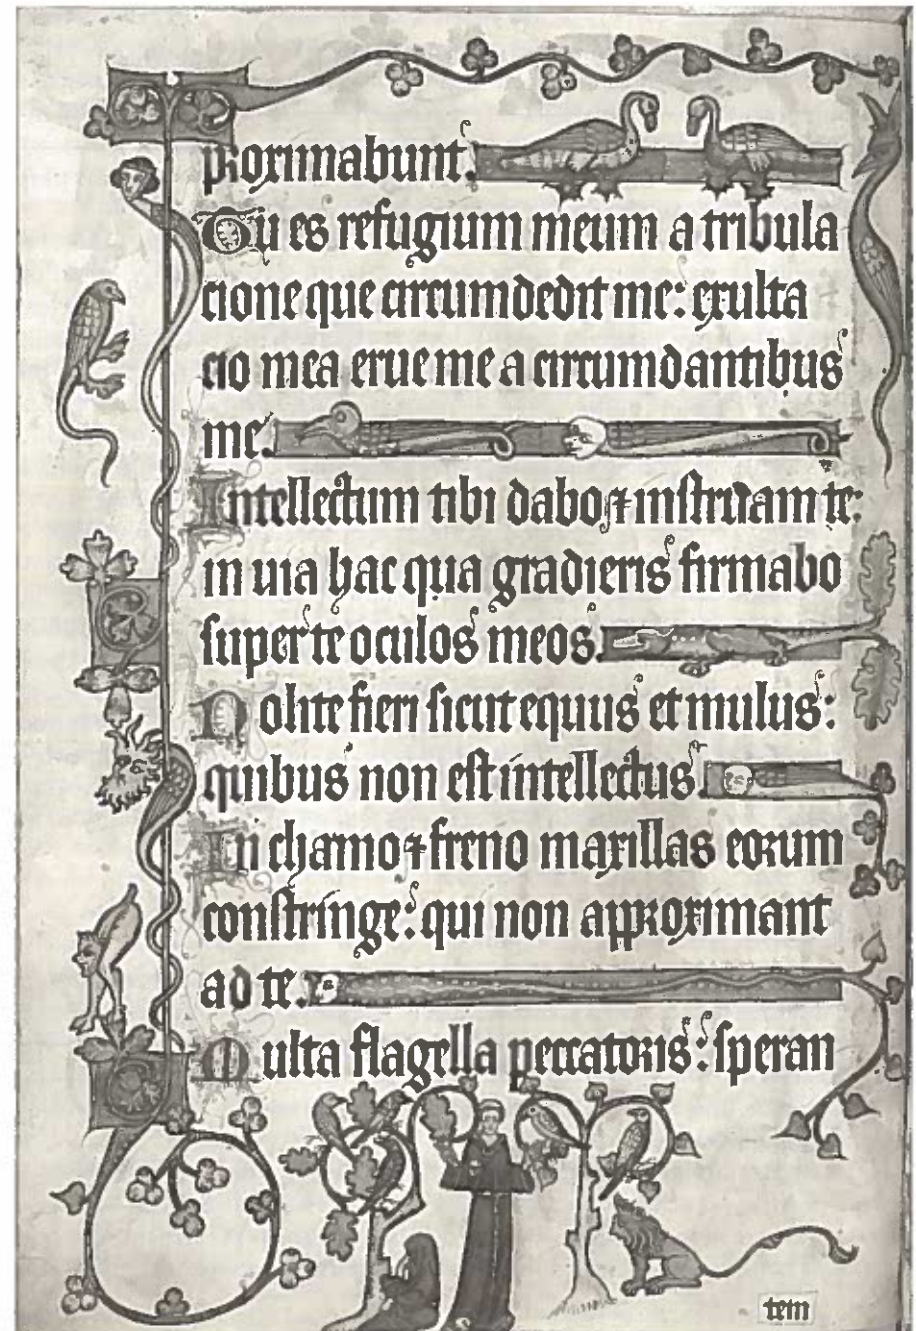 proximabunt.
Tu es refugium meum a tribula
cione que circumdedit me: exulta
cio mea erue me a circumdantibus
me.
Intellectum tibi dabo, ⁊ instruam te:
in uia hac qua gradieris firmabo
super te oculos meos.
Nolite fieri sicut equus et mulus:
quibus non est intellectus.
In chamo ⁊ freno maxillas eorum
constringe: qui non approximant
ad te.
Multa flagella peccatoris: speran
tem